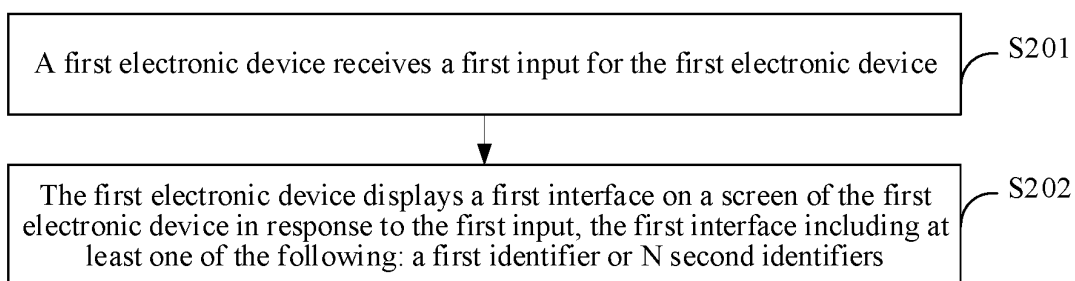 A first electronic device receives a first input for the first electronic device
S201
The first electronic device displays a first interface on a screen of the first
electronic device in response to the first input, the first interface including at
least one of the following: a first identifier or N second identifiers
S202